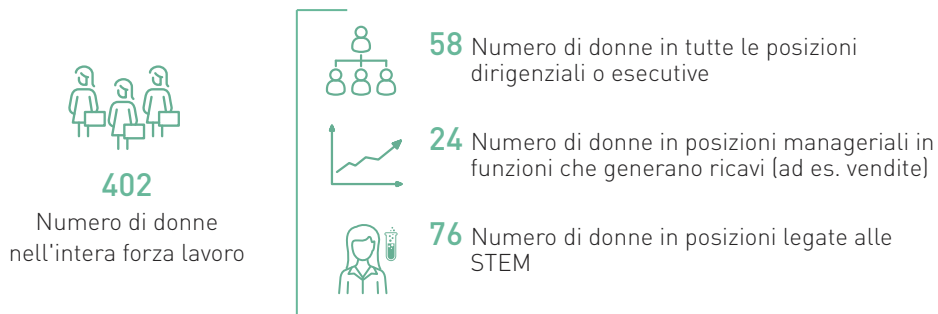 402
Numero di donne
nell'intera forza lavoro
58 Numero di donne in tutte le posizioni
dirigenziali o esecutive
24 Numero di donne in posizioni manageriali in
funzioni che generano ricavi (ad es. vendite)
76 Numero di donne in posizioni legate alle
STEM